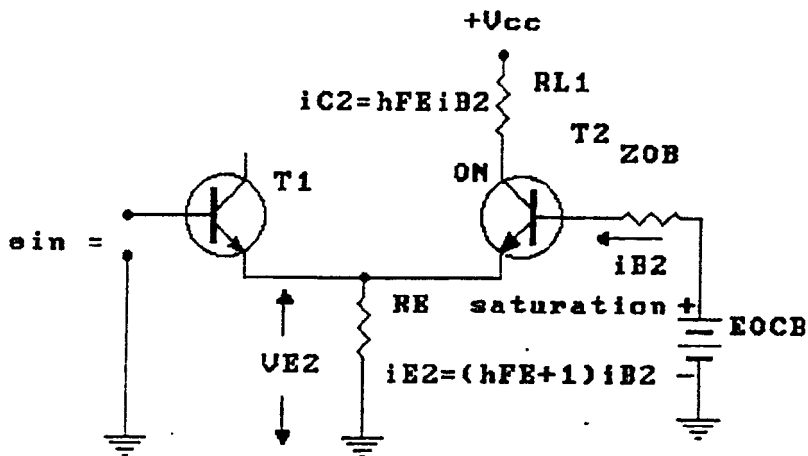 +Vcc
RL1
iC2=hFEiB2
T2
ZOB
T1
ON
ein =
iB2
RE
saturation +
EOCB
VE2
iE2=(hFE+1)iB2 -